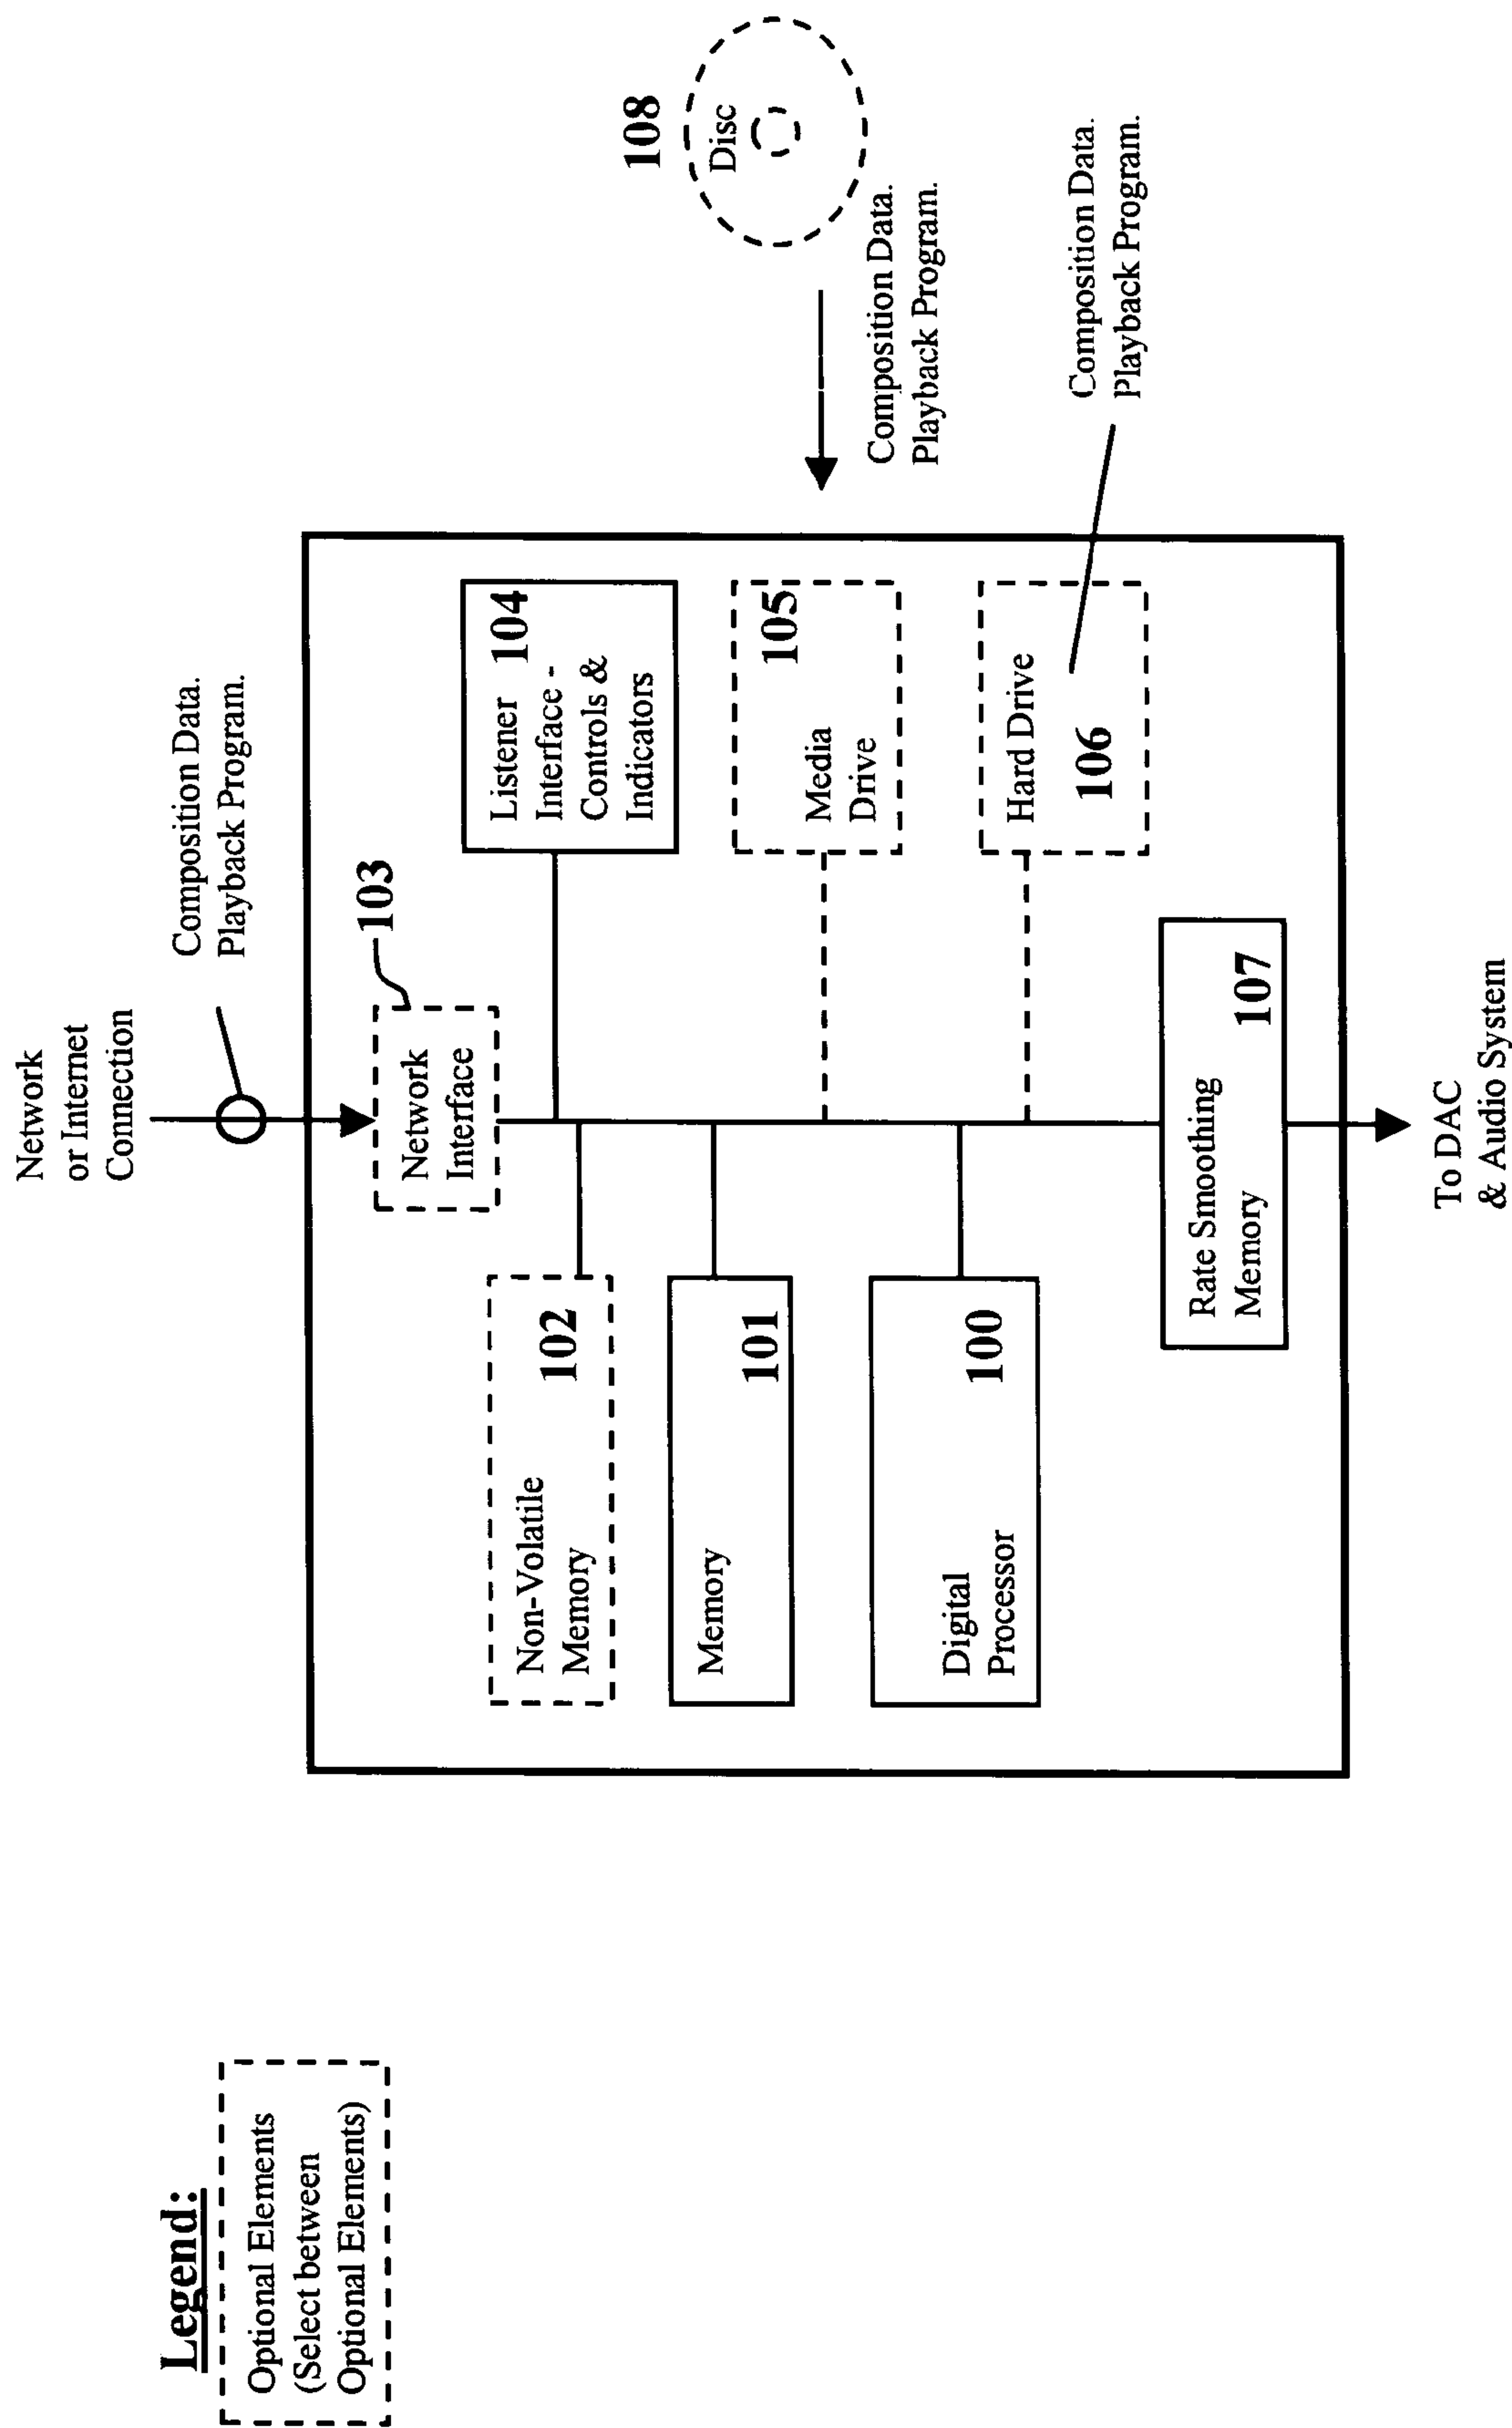 Network
or Internet
Connection
Composition Data.
Playback Program.
103
Network
Interface
Non-Volatile
Memory
102
Memory
101
Digital
Processor
100
Listener 104
Interface -
Controls &
Indicators
105
Media
Drive
Hard Drive
106
Rate Smoothing
Memory
107
To DAC
& Audio System
108
Disc
Composition Data.
Playback Program.
Composition Data.
Playback Program.
Legend:
Optional Elements
(Select between
Optional Elements)